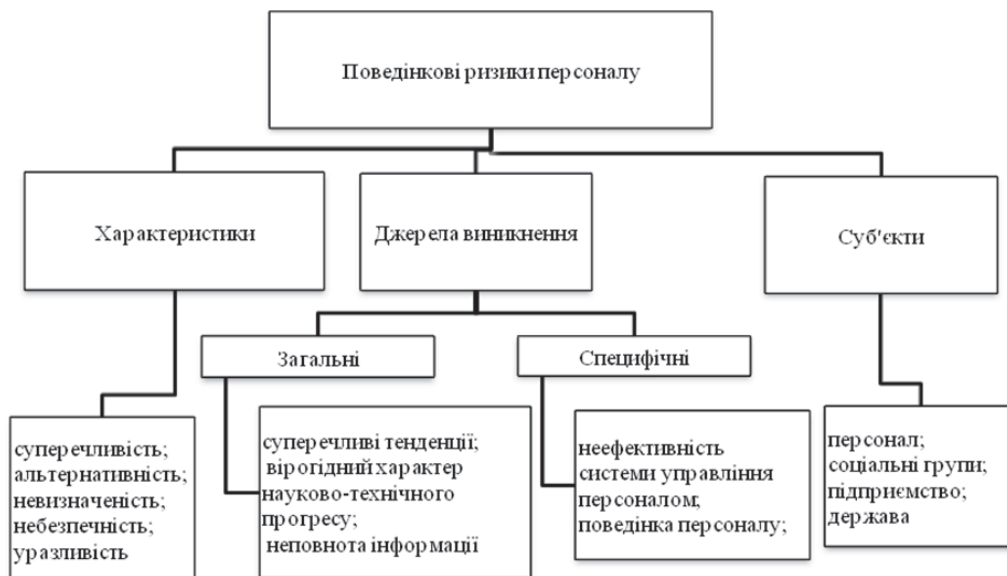 Поведінкові ризики персоналу
Характеристики
Джерела виникнення
Суб'єкти
Загальні
Специфічні
суперечливість;
альтернативність;
невизначеність;
небезпечність;
уразливість
суперечливі тенденції;
вірогідний характер
науково-технічного
прогресу;
неповнота інформації
неефективність
системи управління
персоналом;
поведінка персоналу;
персонал;
соціальні групи;
підприємство;
держава